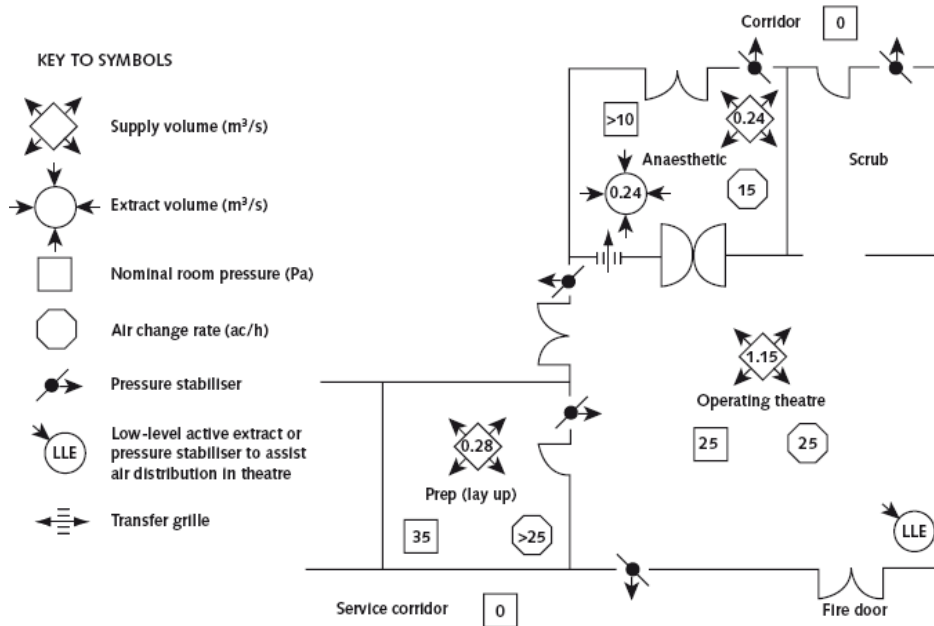 KEY TO SYMBOLS
Supply volume (m³/s)
Extract volume (m³/s)
Nominal room pressure (Pa)
Air change rate (ac/h)
Pressure stabiliser
LLE
Low-level active extract or
pressure stabiliser to assist
air distribution in theatre
Transfer grille
Corridor 0
>10
0.24
Anaesthetic
0.24
15
Scrub
1.15
Operating theatre
25 25
0.28
Prep (lay up)
35 >25
LLE
Service corridor 0
Fire door